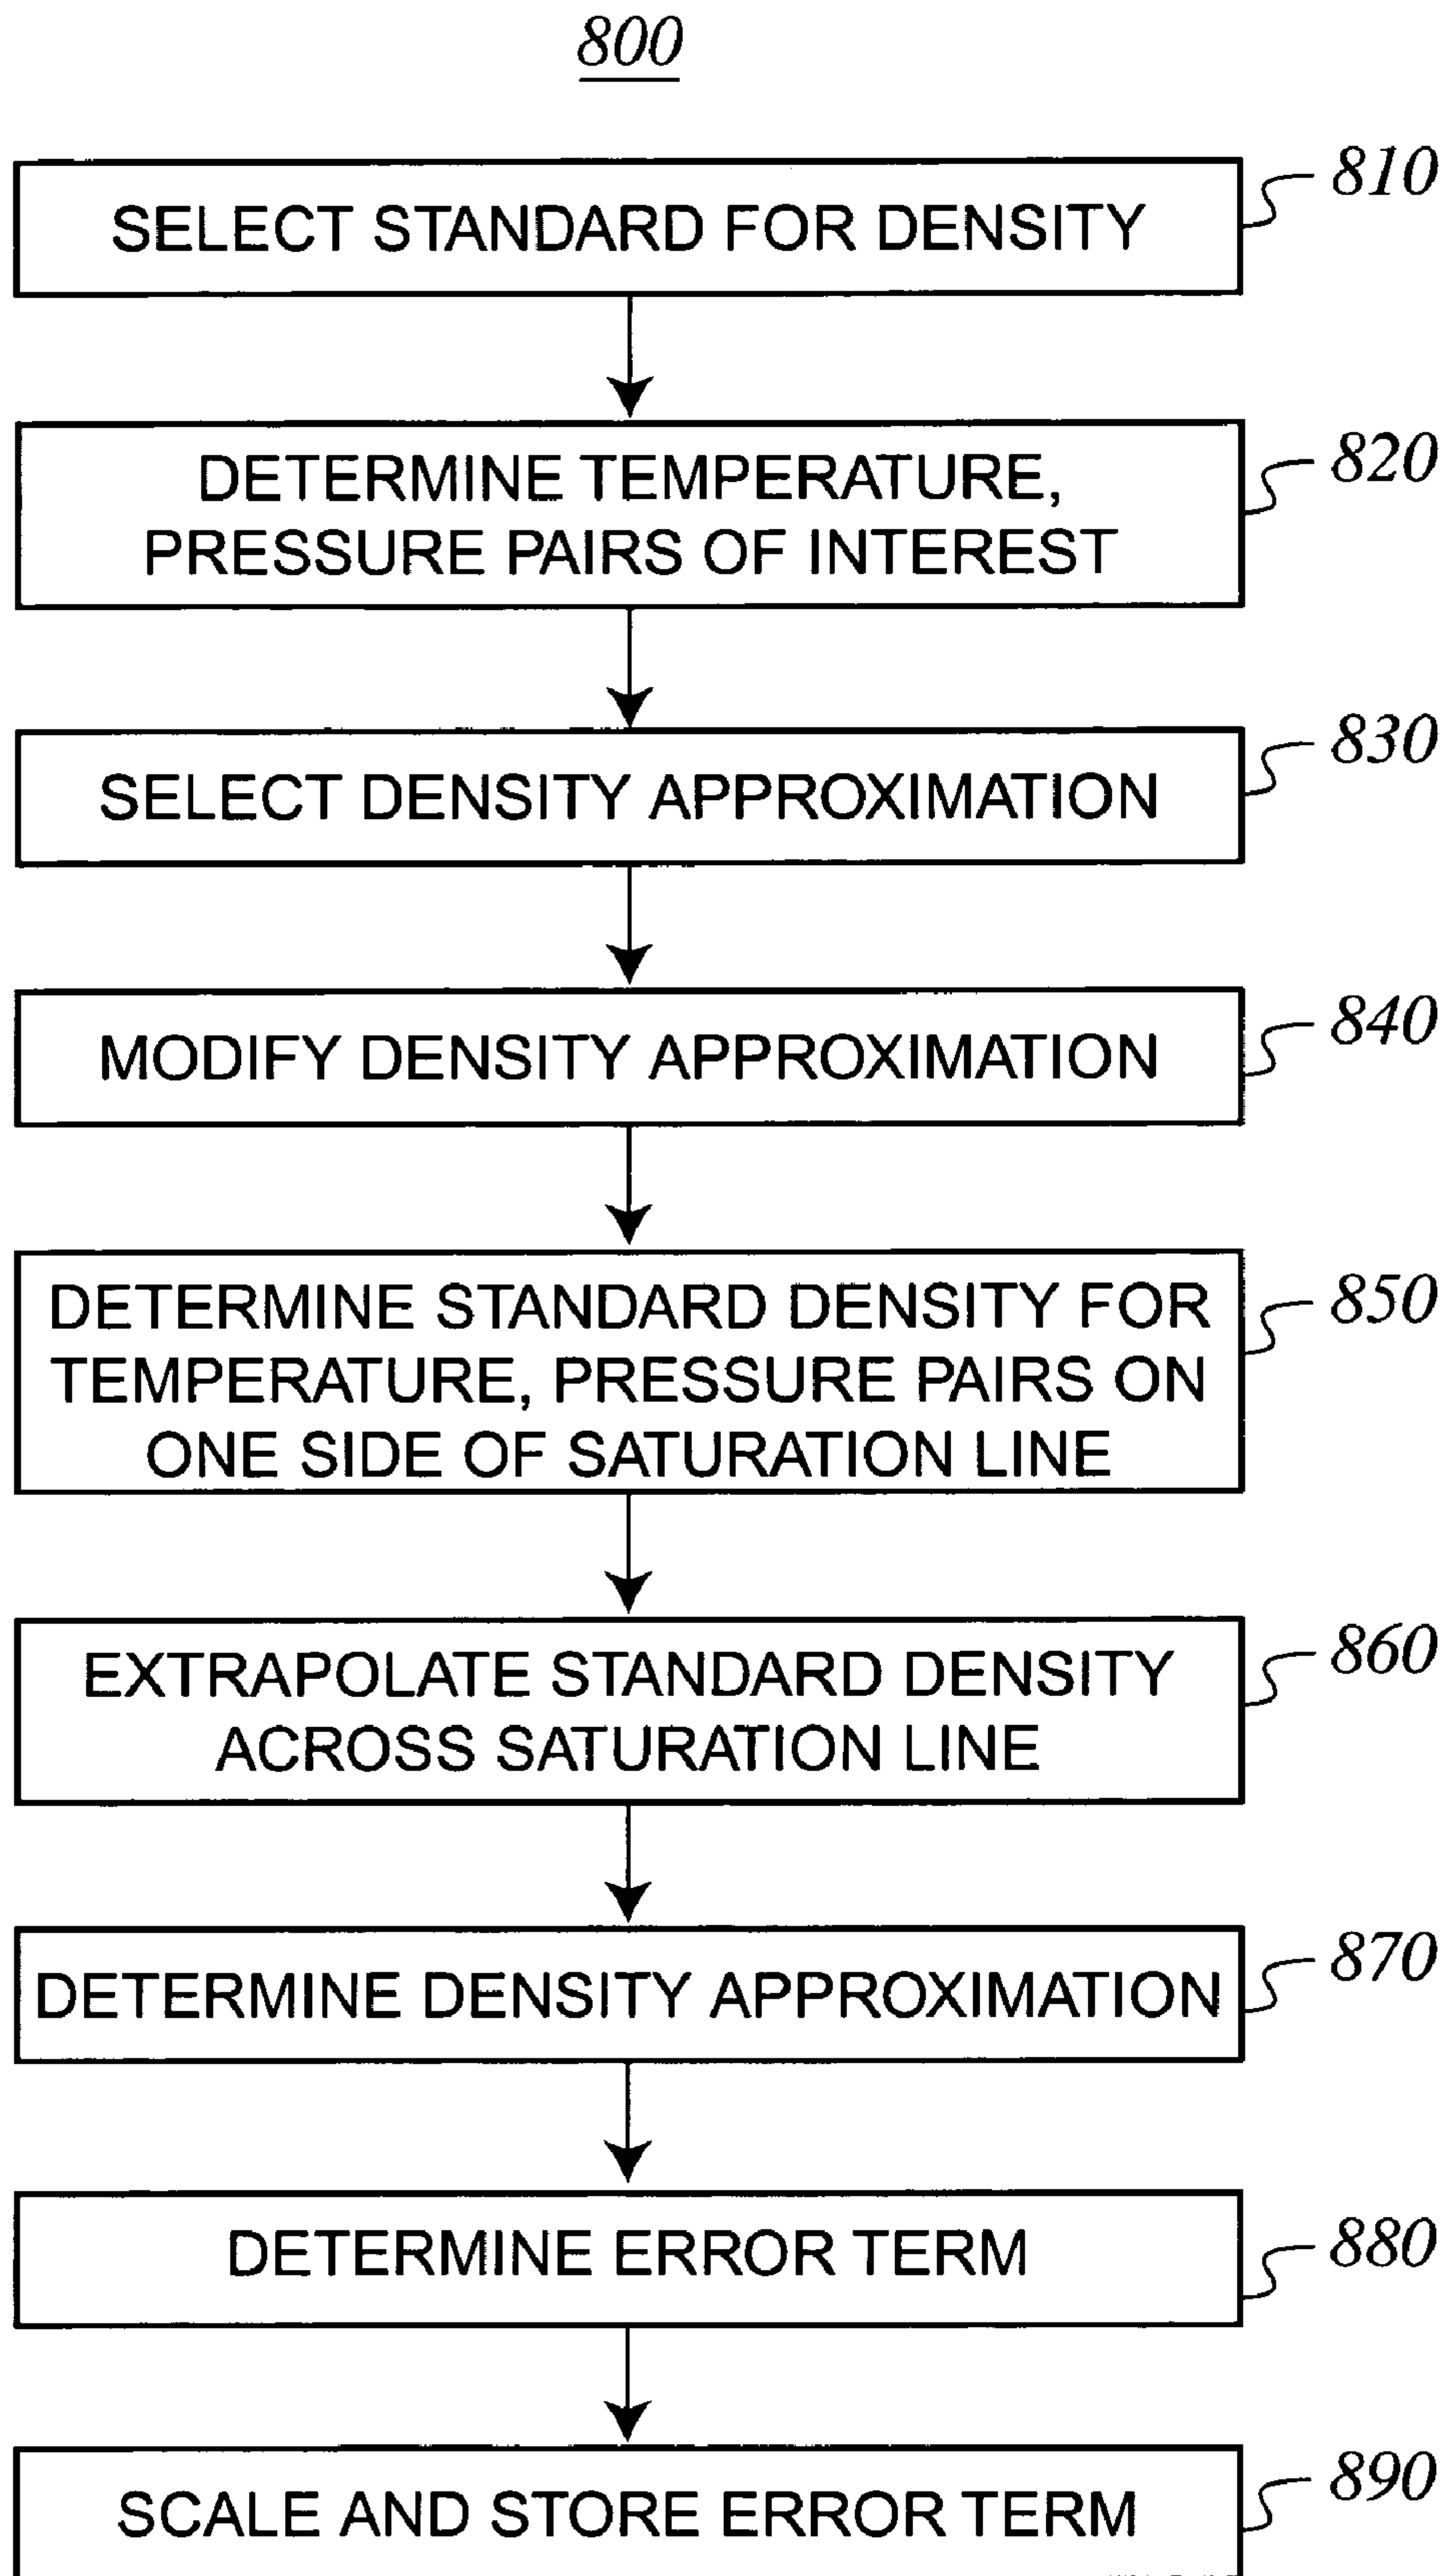 800
SELECT STANDARD FOR DENSITY
810
DETERMINE TEMPERATURE,
PRESSURE PAIRS OF INTEREST
820
SELECT DENSITY APPROXIMATION
830
MODIFY DENSITY APPROXIMATION
840
DETERMINE STANDARD DENSITY FOR
TEMPERATURE, PRESSURE PAIRS ON
ONE SIDE OF SATURATION LINE
850
EXTRAPOLATE STANDARD DENSITY
ACROSS SATURATION LINE
860
DETERMINE DENSITY APPROXIMATION
870
DETERMINE ERROR TERM
880
SCALE AND STORE ERROR TERM
890